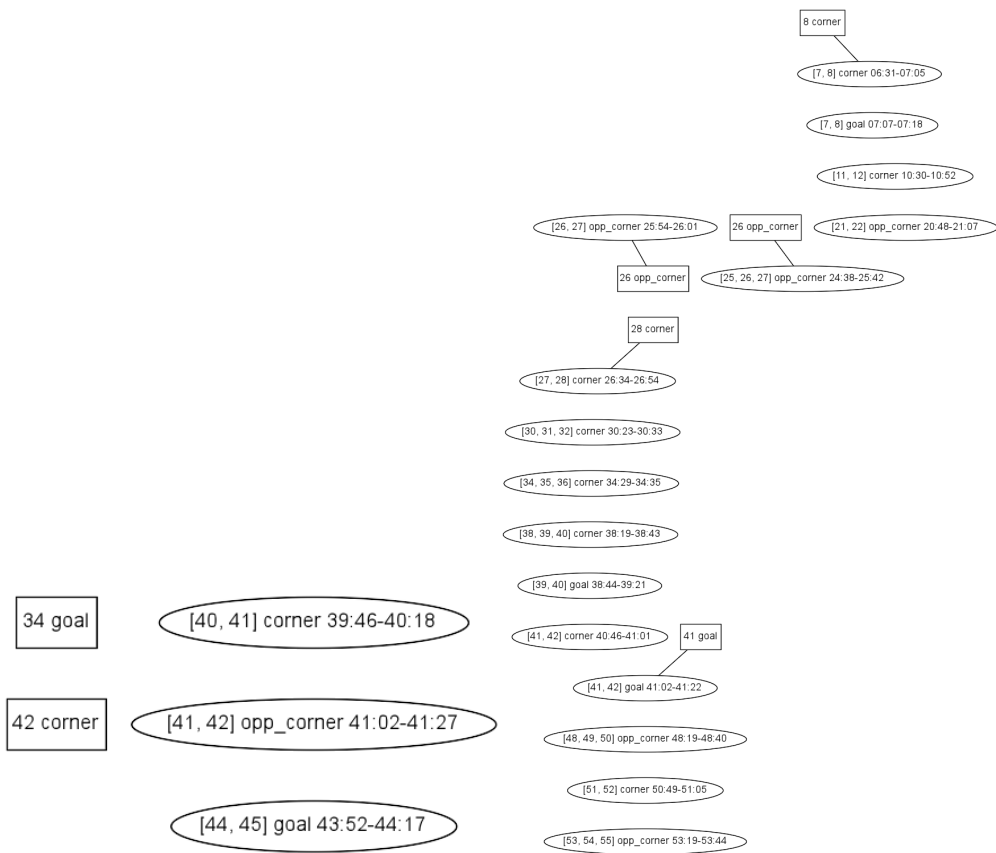 8 corner
[7, 8] corner 06:31-07:05
[7, 8] goal 07:07-07:18
[11, 12] corner 10:30-10:52
[26, 27] opp_corner 25:54-26:01
26 opp_corner
[21, 22] opp_corner 20:48-21:07
26 opp_corner
[25, 26, 27] opp_corner 24:38-25:42
28 corner
[27, 28] corner 26:34-26:54
[30, 31, 32] corner 30:23-30:33
[34, 35, 36] corner 34:29-34:35
[38, 39, 40] corner 38:19-38:43
[39, 40] goal 38:44-39:21
34 goal
[40, 41] corner 39:46-40:18
[41, 42] corner 40:46-41:01
41 goal
[41, 42] goal 41:02-41:22
42 corner
[41, 42] opp_corner 41:02-41:27
[48, 49, 50] opp_corner 48:19-48:40
[51, 52] corner 50:49-51:05
[44, 45] goal 43:52-44:17
[53, 54, 55] opp_corner 53:19-53:44